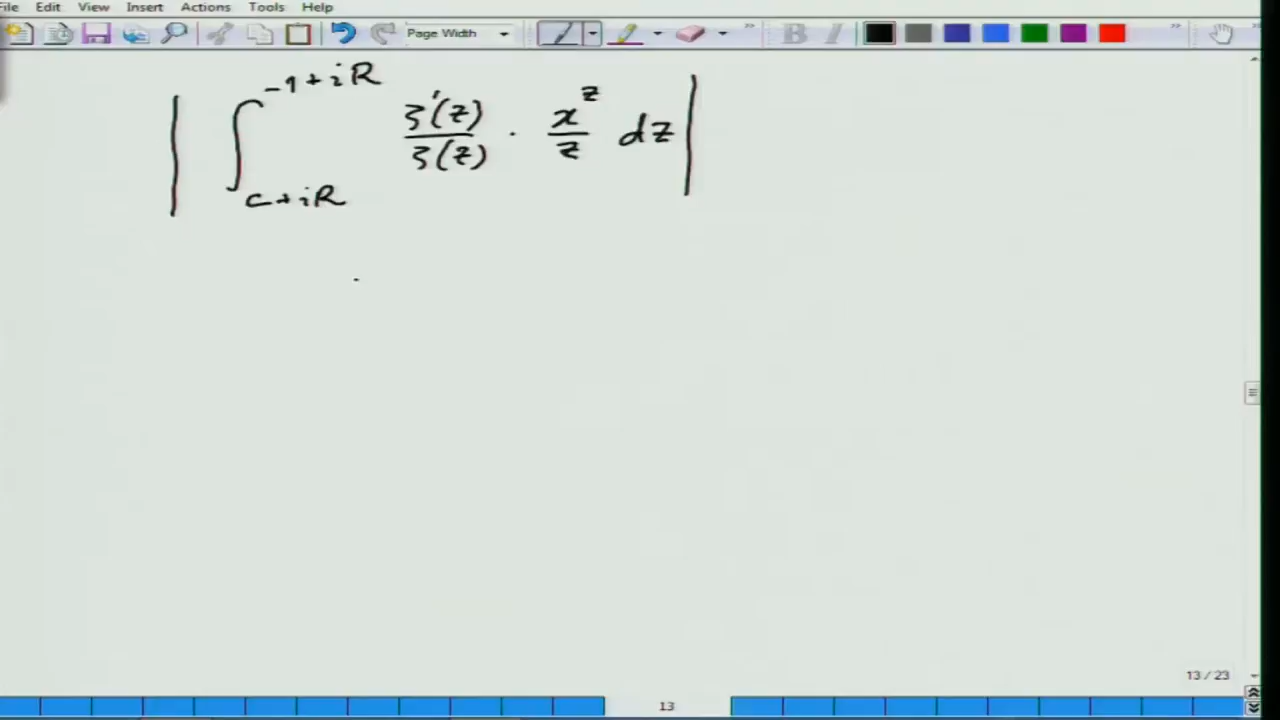 File Edit View Insert Actions Tools Help
Page Width B I
| ∫_{c+iR}^{-1+iR} ζ'(z)/ζ(z) · x^z/z dz |
13 / 23
13